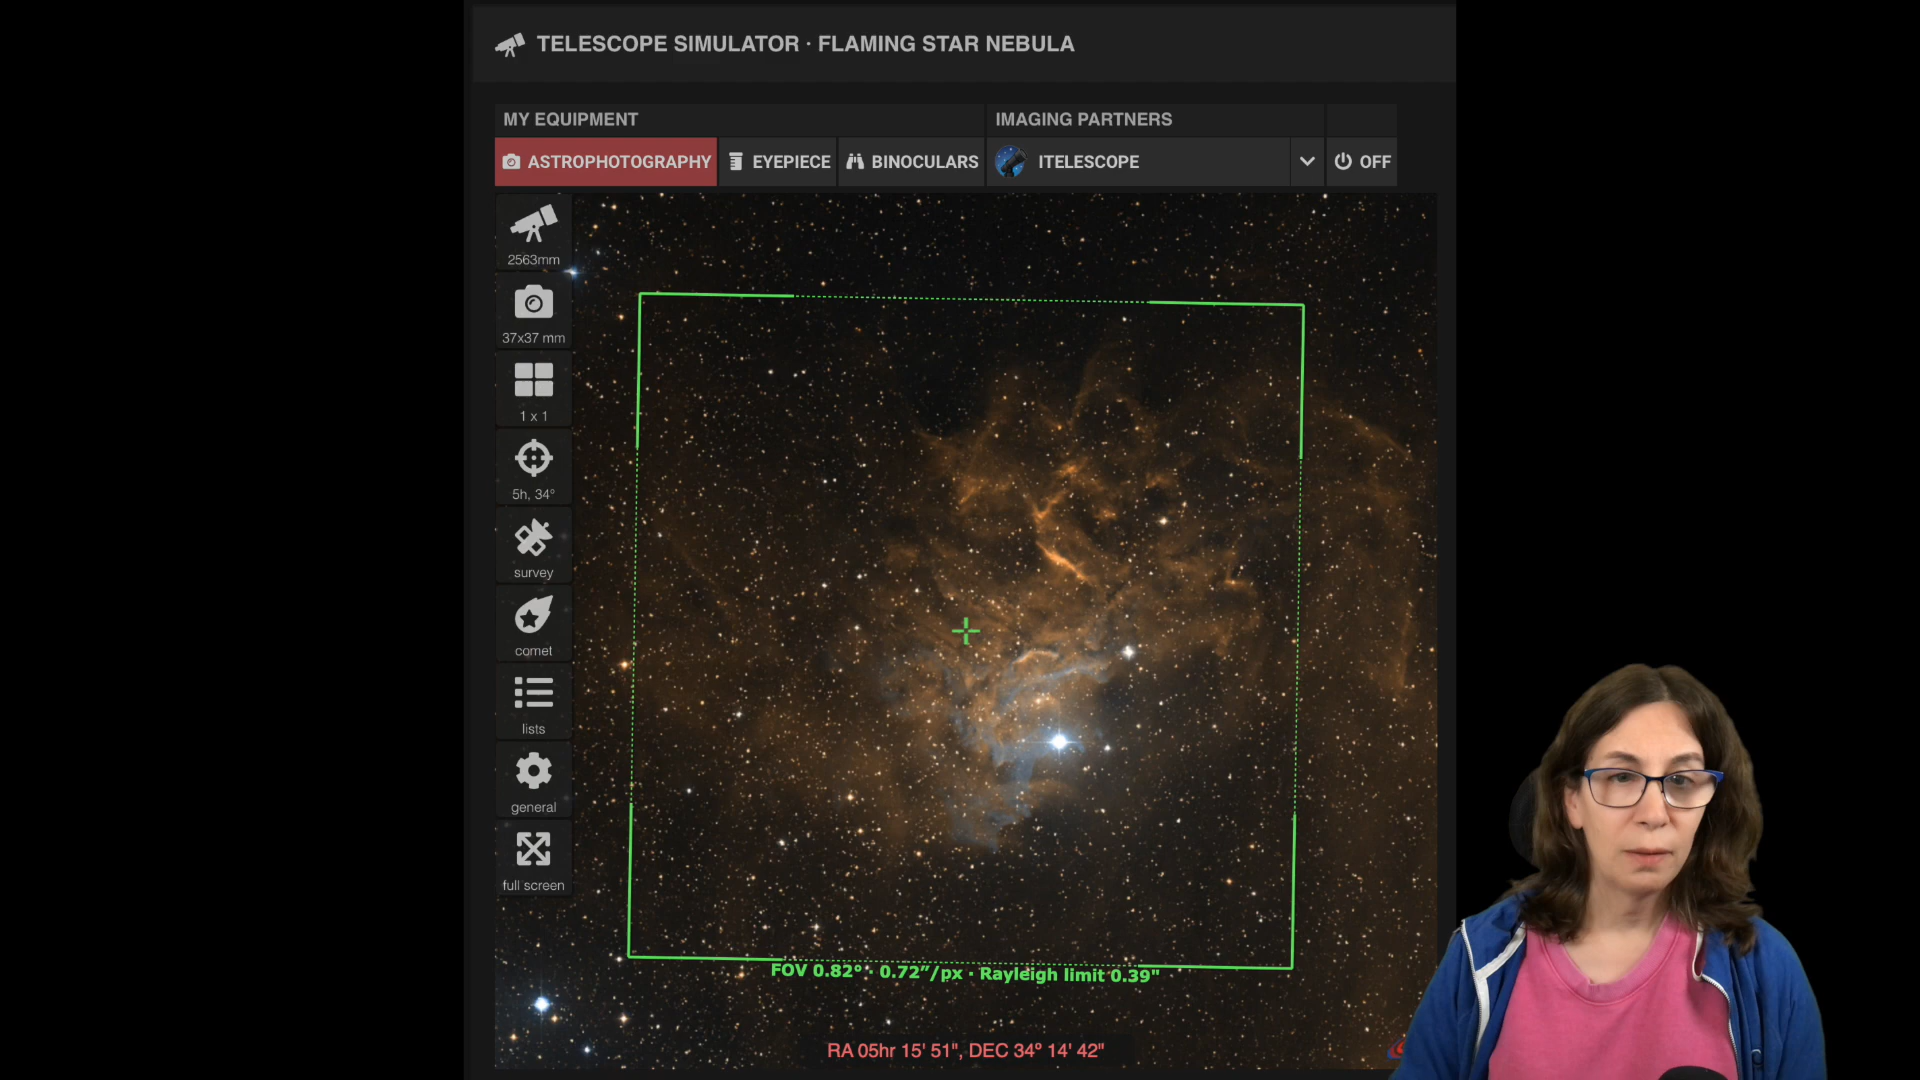 TELESCOPE SIMULATOR · FLAMING STAR NEBULA
MY EQUIPMENT
IMAGING PARTNERS
ASTROPHOTOGRAPHY
EYEPIECE
BINOCULARS
ITELESCOPE
OFF
2563mm
37x37 mm
1 x 1
5h, 34°
survey
comet
lists
general
full screen
FOV 0.82° · 0.72"/px · Rayleigh limit 0.39"
RA 05hr 15' 51", DEC 34º 14' 42"